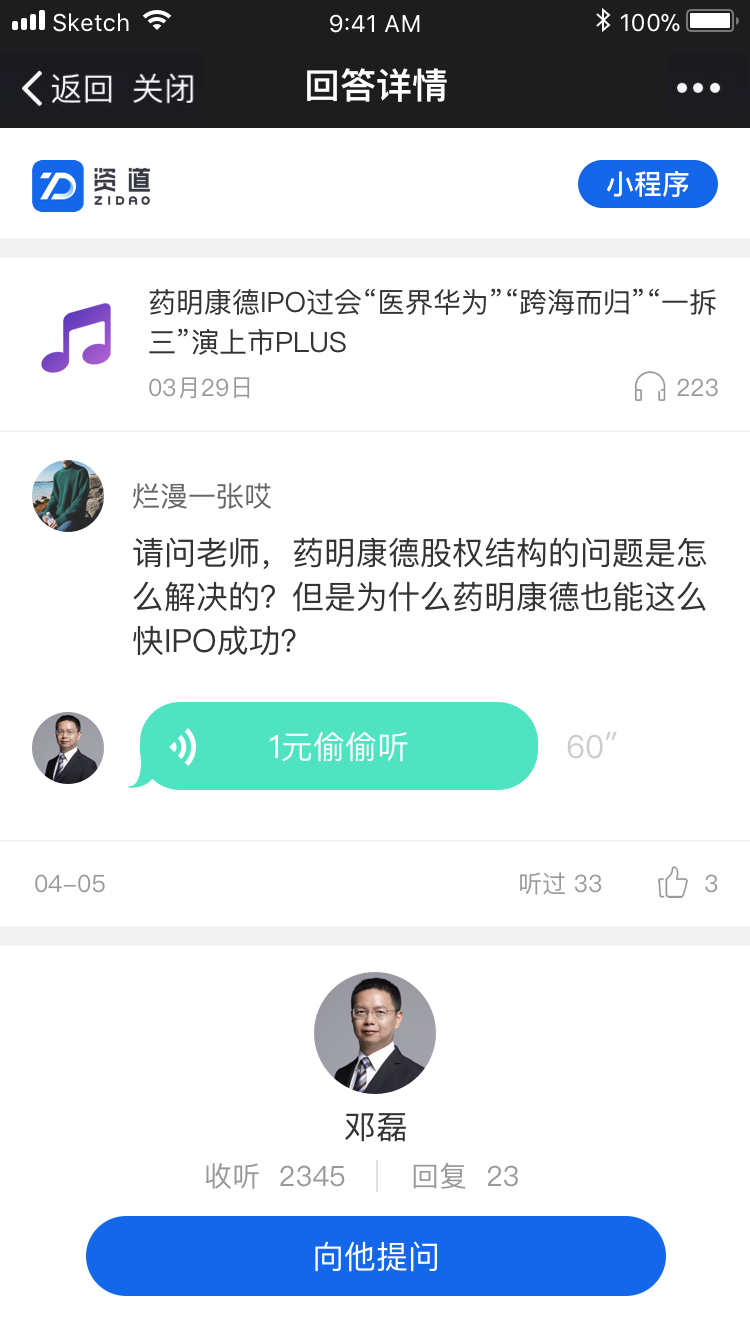 Sketch 9:41 AM 100%
返回 关闭 回答详情
资道
ZIDAO
小程序
药明康德IPO过会“医界华为”“跨海而归”“一拆
三”演上市PLUS
03月29日 223
烂漫一张哎
请问老师，药明康德股权结构的问题是怎
么解决的？但是为什么药明康德也能这么
快IPO成功？
1元偷偷听 60″
04-05 听过 33 3
邓磊
收听 2345 回复 23
向他提问